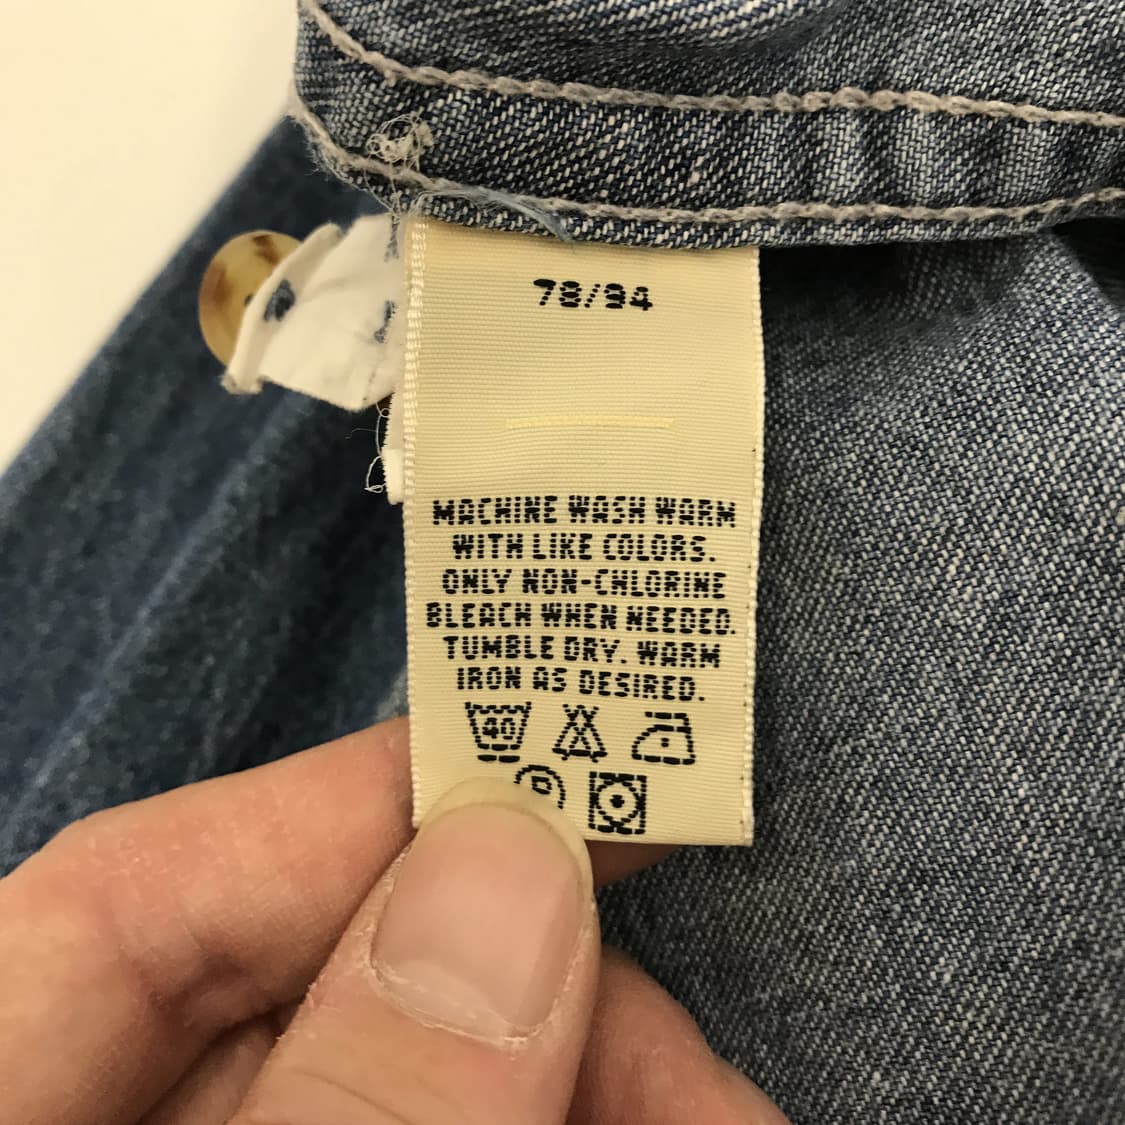 78/94
MACHINE WASH WARM
WITH LIKE COLORS.
ONLY NON-CHLORINE
BLEACH WHEN NEEDED.
TUMBLE DRY. WARM
IRON AS DESIRED.
40
P